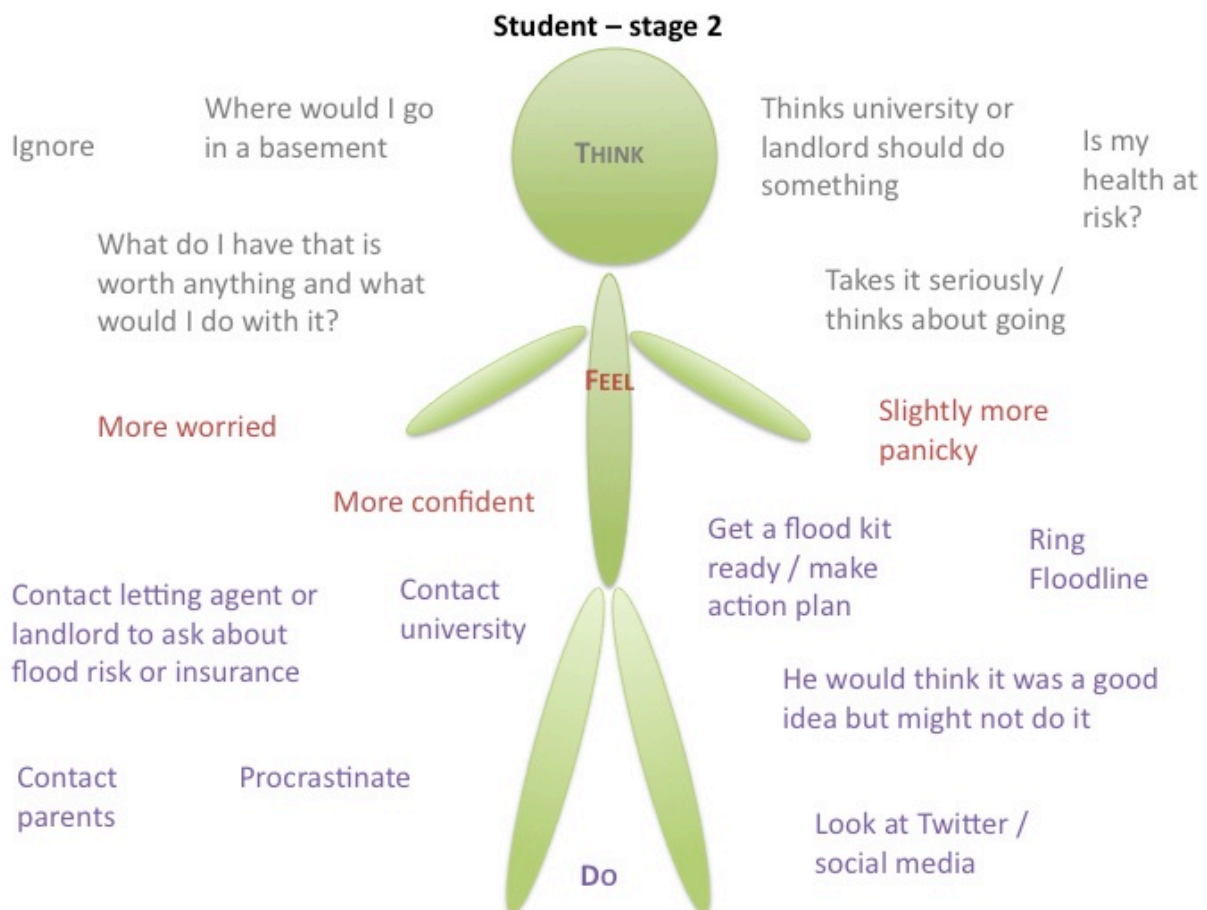 Student – stage 2
Ignore
Where would I go
in a basement
THINK
Thinks university or
landlord should do
something
Is my
health at
risk?
What do I have that is
worth anything and what
would I do with it?
Takes it seriously /
thinks about going
FEEL
More worried
Slightly more
panicky
More confident
Get a flood kit
ready / make
action plan
Ring
Floodline
Contact letting agent or
landlord to ask about
flood risk or insurance
Contact
university
He would think it was a good
idea but might not do it
Contact
parents
Procrastinate
Look at Twitter /
social media
DO